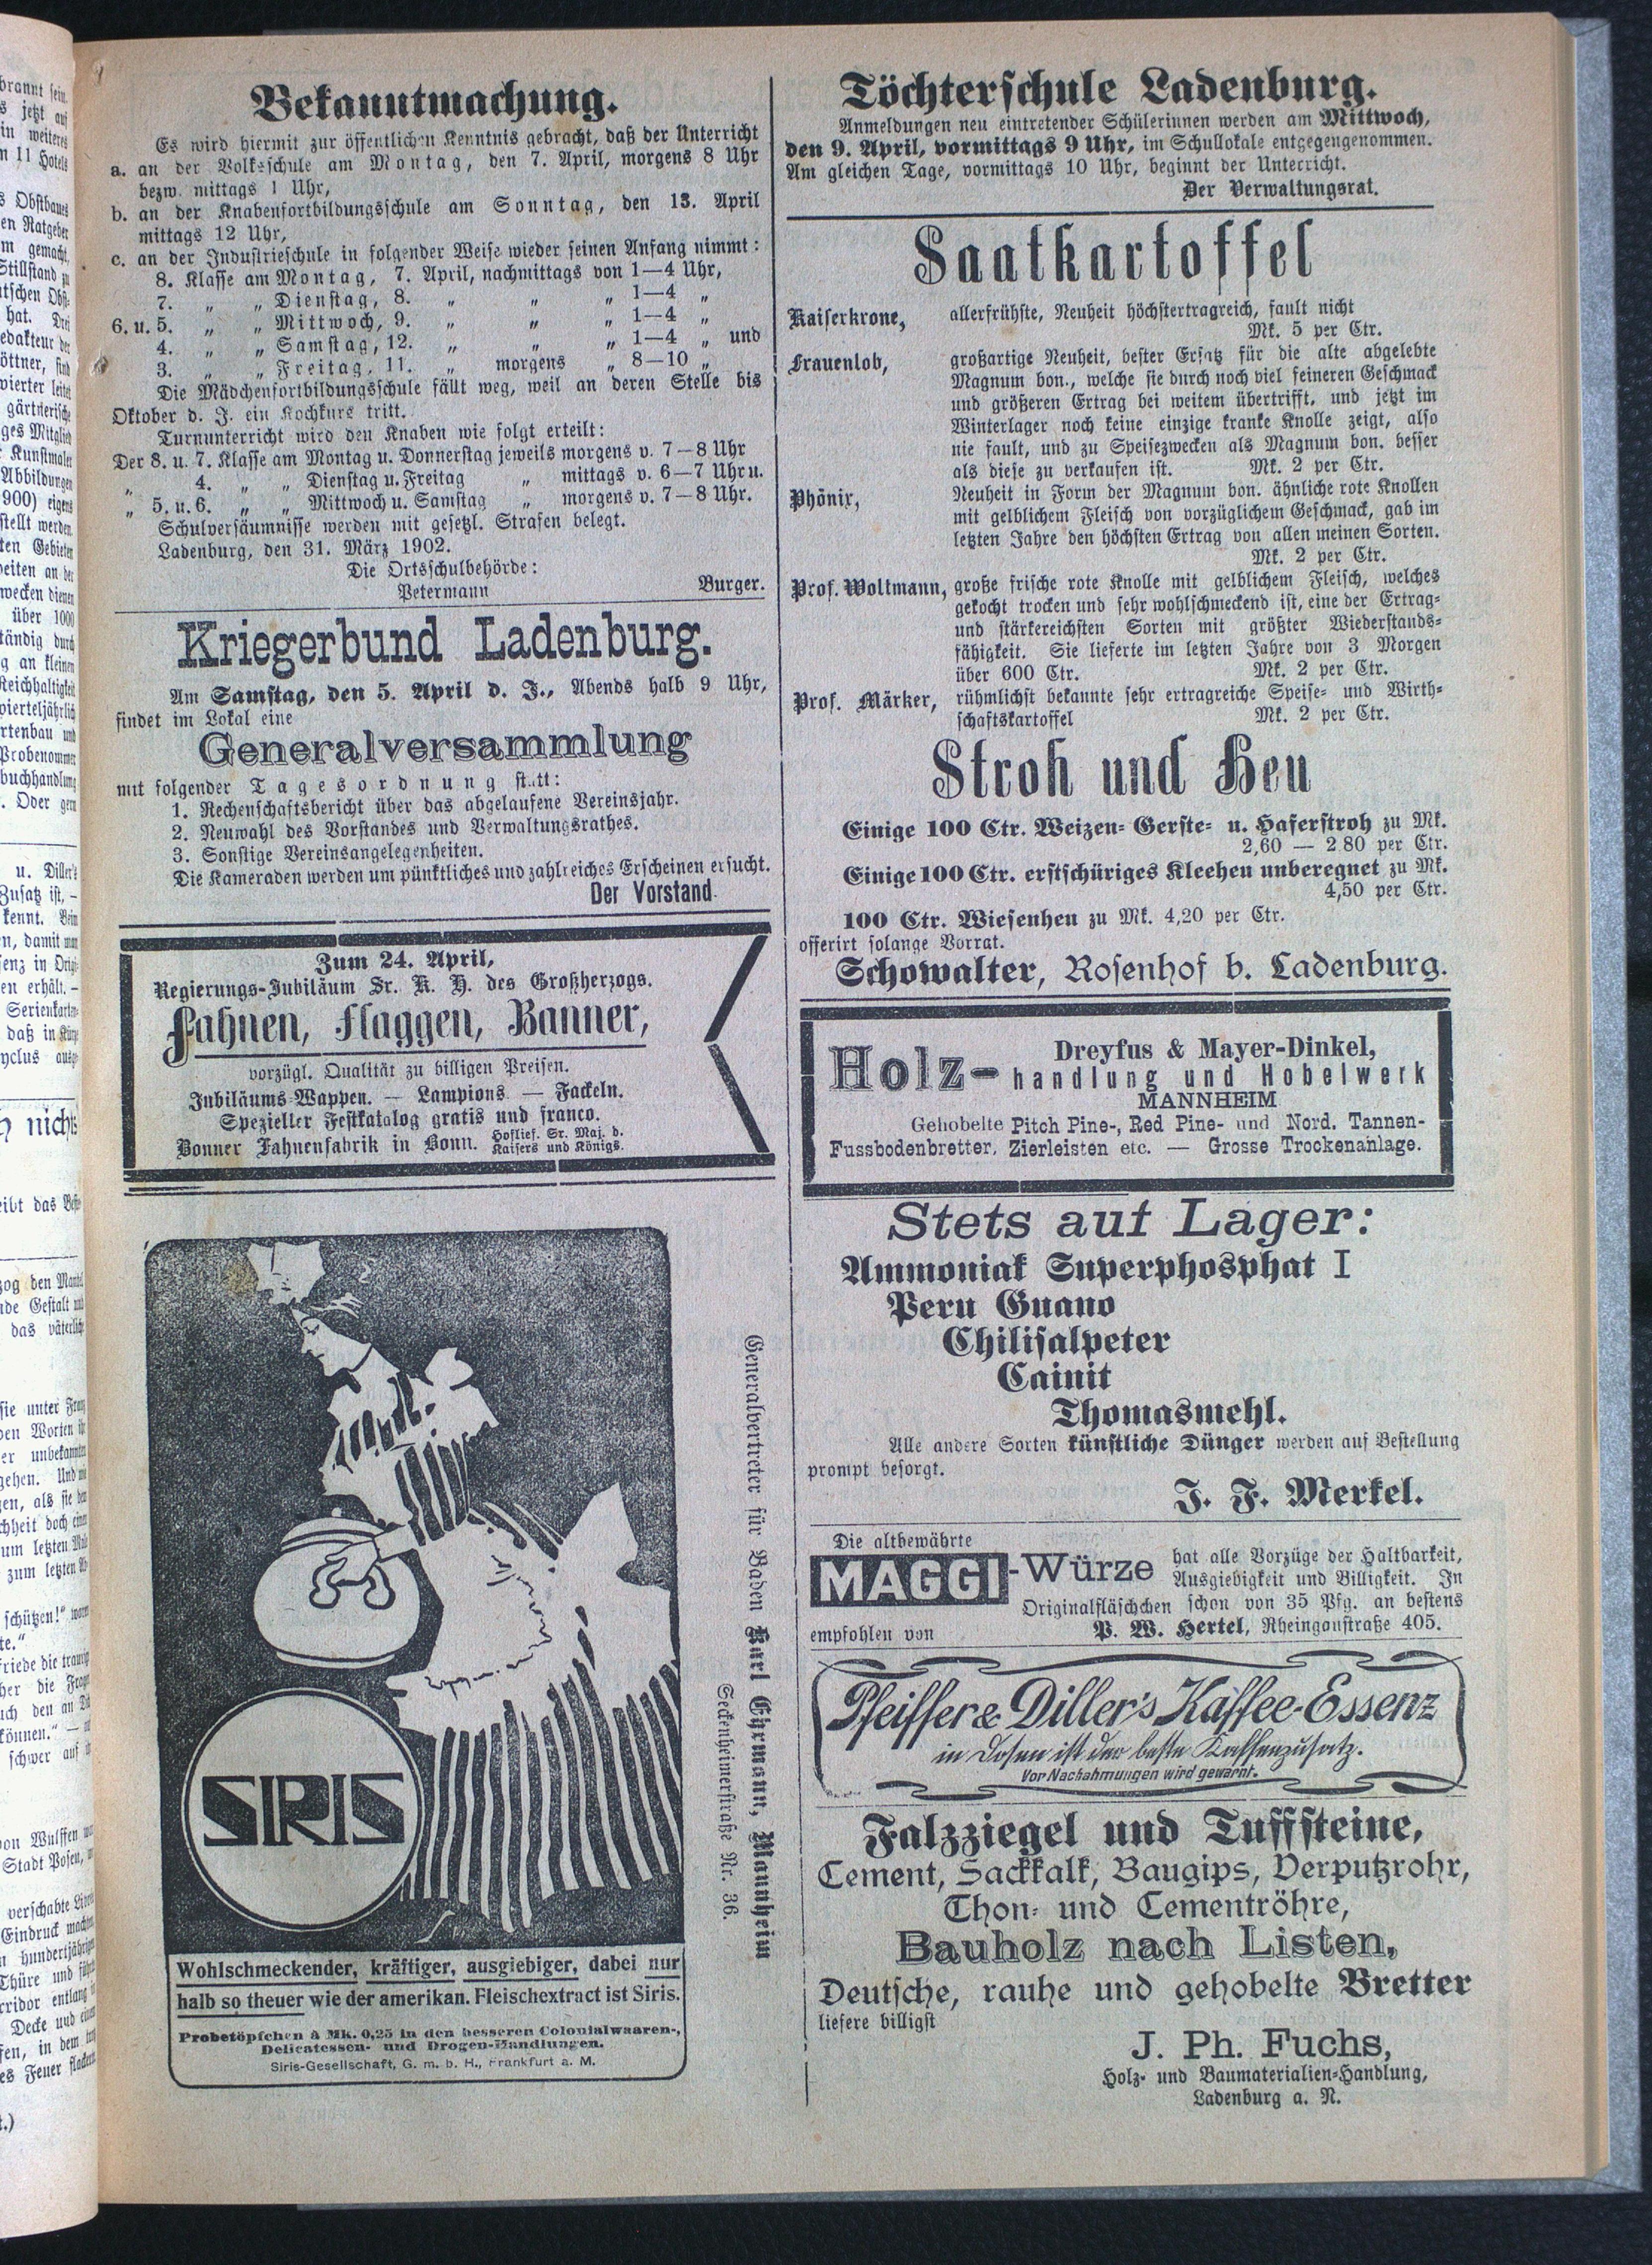 Bekanntmachung.
Es wird hiermit zur öffentlichen Kenntnis gebracht, daß der Unterricht
a. an der Volksschule am Montag, den 7. April, morgens 8 Uhr
bezw. mittags 1 Uhr,
b. an der Knabenfortbildungsschule am Sonntag, den 13. April
mittags 12 Uhr,
c. an der Industrieschule in folgender Weise wieder seinen Anfang nimmt:
8. Klasse am Montag, 7. April, nachmittags von 1—4 Uhr,
7. „ „ Dienstag, 8. „ „ „ 1—4 „
6. u. 5. „ „ Mittwoch, 9. „ „ „ 1—4 „
4. „ „ Samstag, 12. „ „ „ 1—4 „ und
3. „ „ Freitag, 11. „ morgens „ 8—10 „
Die Mädchenfortbildungsschule fällt weg, weil an deren Stelle bis
Oktober d. J. ein Kochkurs tritt.
Turnunterricht wird den Knaben wie folgt erteilt:
Der 8. u. 7. Klasse am Montag u. Donnerstag jeweils morgens v. 7—8 Uhr
„ 4. „ „ Dienstag u. Freitag „ mittags v. 6—7 Uhr u.
„ 5. u. 6. „ „ Mittwoch u. Samstag „ morgens v. 7—8 Uhr.
Schulversäumnisse werden mit gesetzl. Strafen belegt.
Ladenburg, den 31. März 1902.
Die Ortsschulbehörde:
Petermann Burger.
Kriegerbund Ladenburg.
Am Samstag, den 5. April d. J., Abends halb 9 Uhr,
findet im Lokal eine
Generalversammlung
mit folgender Tagesordnung statt:
1. Rechenschaftsbericht über das abgelaufene Vereinsjahr.
2. Neuwahl des Vorstandes und Verwaltungsrathes.
3. Sonstige Vereinsangelegenheiten.
Die Kameraden werden um pünktliches und zahlreiches Erscheinen ersucht.
Der Vorstand.
Zum 24. April,
Regierungs-Jubiläum Sr. K. H. des Großherzogs.
Fahnen, Flaggen, Banner,
vorzügl. Qualität zu billigen Preisen.
Jubiläums-Wappen. — Lampions — Fackeln.
Spezieller Festkatalog gratis und franco.
Bonner Fahnenfabrik in Bonn. Hoflief. Sr. Maj. d.
Kaisers und Königs.
SIRIS
Wohlschmeckender, kräftiger, ausgiebiger, dabei nur
halb so theuer wie der amerikan. Fleischextract ist Siris.
Probetöpfchen à Mk. 0,25 in den besseren Colonialwaaren-,
Delicatessen- und Drogen-Handlungen.
Siris-Gesellschaft, G. m. b. H., Frankfurt a. M.
Generalvertreter für Baden Karl Ehrmann, Mannheim
Seckenheimerstraße Nr. 36.
Töchterschule Ladenburg.
Anmeldungen neu eintretender Schülerinnen werden am Mittwoch,
den 9. April, vormittags 9 Uhr, im Schullokale entgegengenommen.
Am gleichen Tage, vormittags 10 Uhr, beginnt der Unterricht.
Der Verwaltungsrat.
Saatkartoffel
Kaiserkrone, allerfrühste, Neuheit höchstertragreich, fault nicht
Mk. 5 per Ctr.
Frauenlob, großartige Neuheit, bester Ersatz für die alte abgelebte
Magnum bon., welche sie durch noch viel feineren Geschmack
und größeren Ertrag bei weitem übertrifft, und jetzt im
Winterlager noch keine einzige kranke Knolle zeigt, also
nie fault, und zu Speisezwecken als Magnum bon. besser
als diese zu verkaufen ist. Mk. 2 per Ctr.
Phönix, Neuheit in Form der Magnum bon. ähnliche rote Knollen
mit gelblichem Fleisch von vorzüglichem Geschmack, gab im
letzten Jahre den höchsten Ertrag von allen meinen Sorten.
Mk. 2 per Ctr.
Prof. Woltmann, große frische rote Knolle mit gelblichem Fleisch, welches
gekocht trocken und sehr wohlschmeckend ist, eine der Ertrag-
und stärkereichsten Sorten mit größter Wiederstands-
fähigkeit. Sie lieferte im letzten Jahre von 3 Morgen
über 600 Ctr. Mk. 2 per Ctr.
Prof. Märker, rühmlichst bekannte sehr ertragreiche Speise- und Wirth-
schaftskartoffel Mk. 2 per Ctr.
Stroh und Heu
Einige 100 Ctr. Weizen- Gerste- u. Haferstroh zu Mk.
2,60 — 2.80 per Ctr.
Einige 100 Ctr. erstschüriges Kleeheu unberegnet zu Mk.
4,50 per Ctr.
100 Ctr. Wiesenheu zu Mk. 4,20 per Ctr.
offerirt solange Vorrat.
Schowalter, Rosenhof b. Ladenburg.
Dreyfus & Mayer-Dinkel,
Holz-handlung und Hobelwerk
MANNHEIM
Gehobelte Pitch Pine-, Red Pine- und Nord. Tannen-
Fussbodenbretter, Zierleisten etc. — Grosse Trockenanlage.
Stets auf Lager:
Ammoniak Superphosphat I
Peru Guano
Chilisalpeter
Cainit
Thomasmehl.
Alle andere Sorten künstliche Dünger werden auf Bestellung
prompt besorgt.
J. F. Merkel.
Die altbewährte
MAGGI-Würze hat alle Vorzüge der Haltbarkeit,
Ausgiebigkeit und Billigkeit. In
Originalfläschchen schon von 35 Pfg. an bestens
empfohlen von P. W. Hertel, Rheingaustraße 405.
Pfeiffer & Diller's Kaffee-Essenz
in Dosen ist der beste Kaffeezusatz.
Vor Nachahmungen wird gewarnt.
Falzziegel und Tuffsteine,
Cement, Sackkalk, Baugips, Verputzrohr,
Thon- und Cementröhre,
Bauholz nach Listen,
Deutsche, rauhe und gehobelte Bretter
liefere billigst
J. Ph. Fuchs,
Holz- und Baumaterialien-Handlung,
Ladenburg a. N.